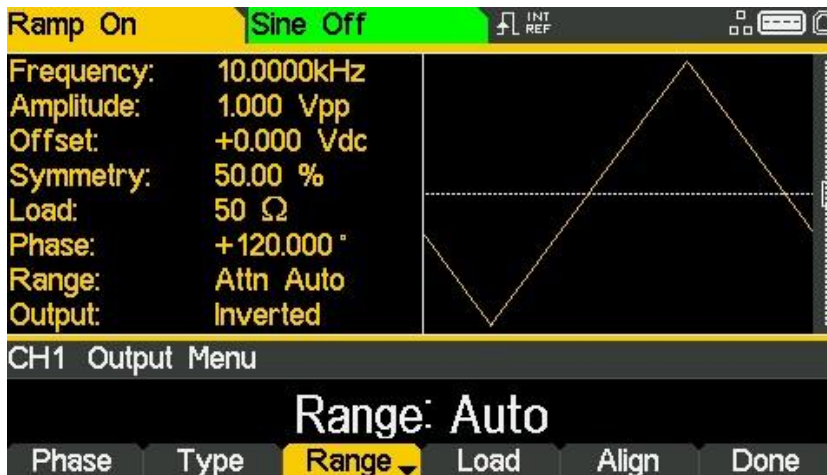 Ramp On Sine Off INT REF
Frequency: 10.0000kHz
Amplitude: 1.000 Vpp
Offset: +0.000 Vdc
Symmetry: 50.00 %
Load: 50 Ω
Phase: +120.000 °
Range: Attn Auto
Output: Inverted
CH1 Output Menu
Range: Auto
Phase Type Range Load Align Done